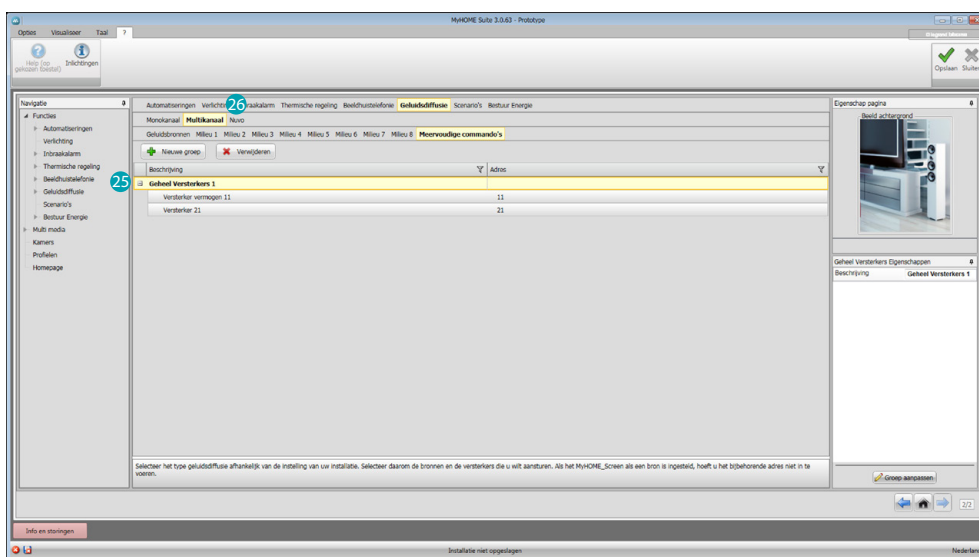 MyHOME Suite 3.0.63 - Prototype
Opties Visualiseer Taal ?
Help (op gekozen toestel)
Inlichtingen
Opslaan Sluiten
Navigatie
Functies
Automatiseringen
Verlichting
Inbraakalarm
Thermische regeling
Beeldhuistelefonie
Geluidsdiffusie
Scenario's
Bestuur Energie
Multi media
Kamers
Profielen
Homepage
Automatiseringen Verlichting 26 Inbraakalarm Thermische regeling Beeldhuistelefonie Geluidsdiffusie Scenario's Bestuur Energie
Monokanaal Multikanaal Nuvo
Geluidsbronnen Milieu 1 Milieu 2 Milieu 3 Milieu 4 Milieu 5 Milieu 6 Milieu 7 Milieu 8 Meervoudige commando's
Nieuwe groep Verwijderen
Beschrijving Adres
25 Geheel Versterkers 1
Versterker vermogen 11 11
Versterker 21 21
Selecteer het type geluidsdiffusie afhankelijk van de instelling van uw installatie. Selecteer daarom de bronnen en de versterkers die u wilt aansturen. Als het MyHOME_Screen als een bron is ingesteld, hoeft u het bijbehorende adres niet in te
voeren.
Eigenschap pagina
Beeld achtergrond
Geheel Versterkers Eigenschappen
Beschrijving Geheel Versterkers 1
Groep aanpassen
2/2
Info en storingen
Installatie niet opgeslagen
Nederlan